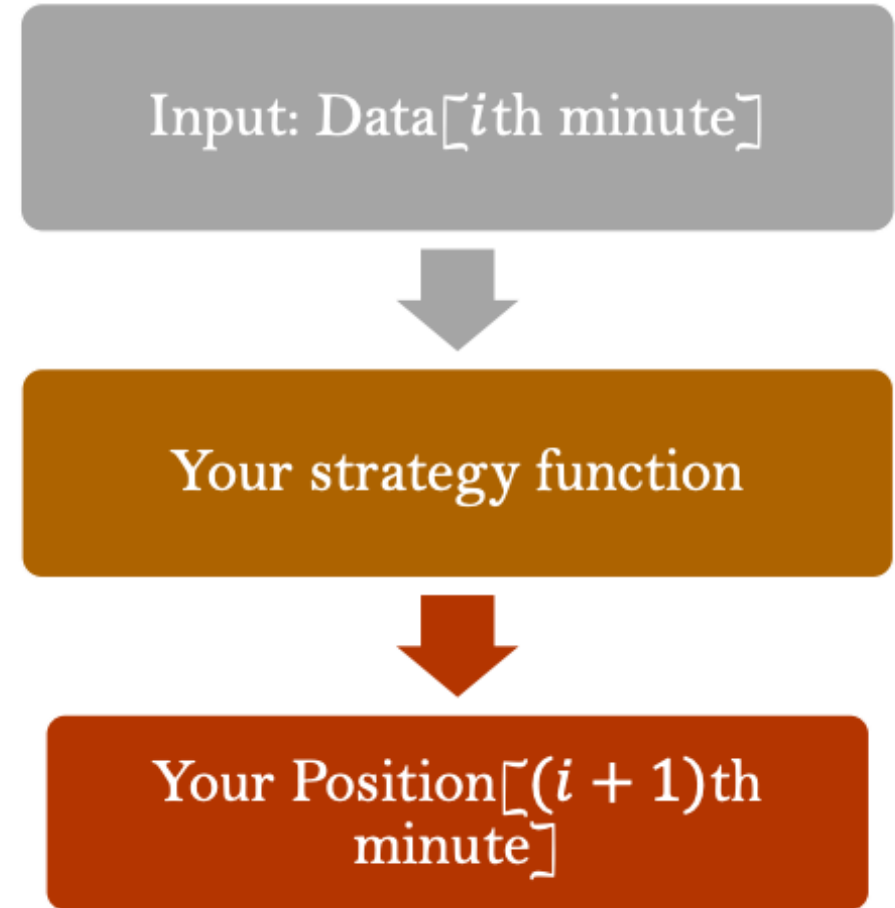 Input: Data[ith minute]
Your strategy function
Your Position[(i + 1)th
minute]